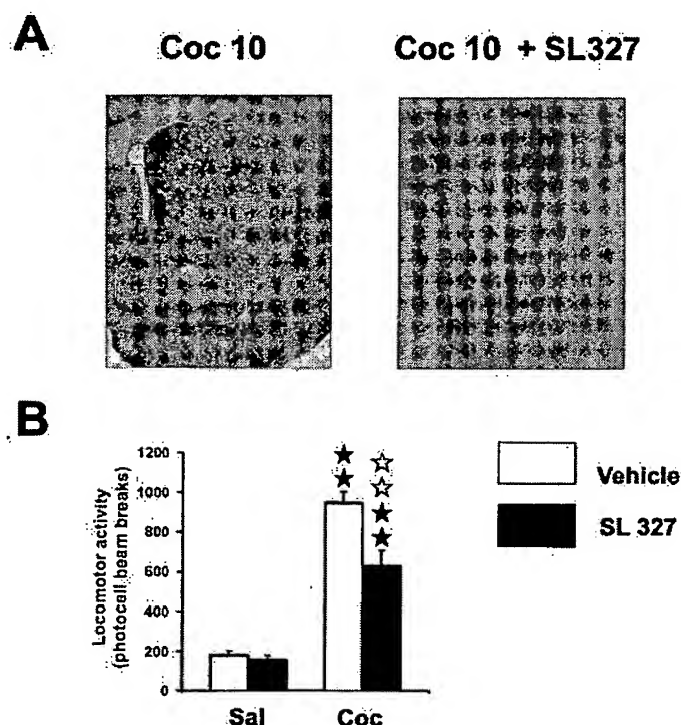 A
Coc 10
Coc 10 + SL327
B
Locomotor activity
(photocell beam breaks)
1200
1000
800
600
400
200
0
Sal
Coc
Vehicle
SL 327